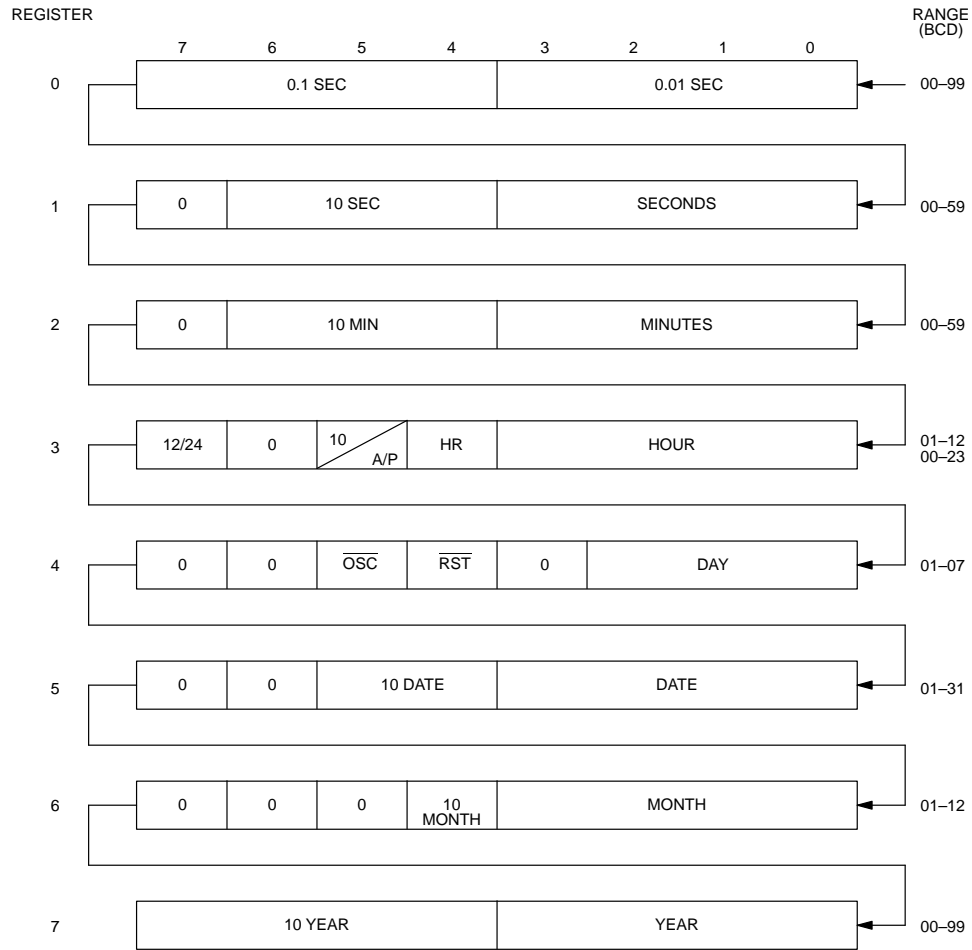 REGISTER
RANGE
(BCD)
7 6 5 4 3 2 1 0
0 0.1 SEC 0.01 SEC 00–99
1 0 10 SEC SECONDS 00–59
2 0 10 MIN MINUTES 00–59
3 12/24 0 10 A/P HR HOUR 01–12
00–23
4 0 0 O̅S̅C̅ R̅S̅T̅ 0 DAY 01–07
5 0 0 10 DATE DATE 01–31
6 0 0 0 10 MONTH MONTH 01–12
7 10 YEAR YEAR 00–99